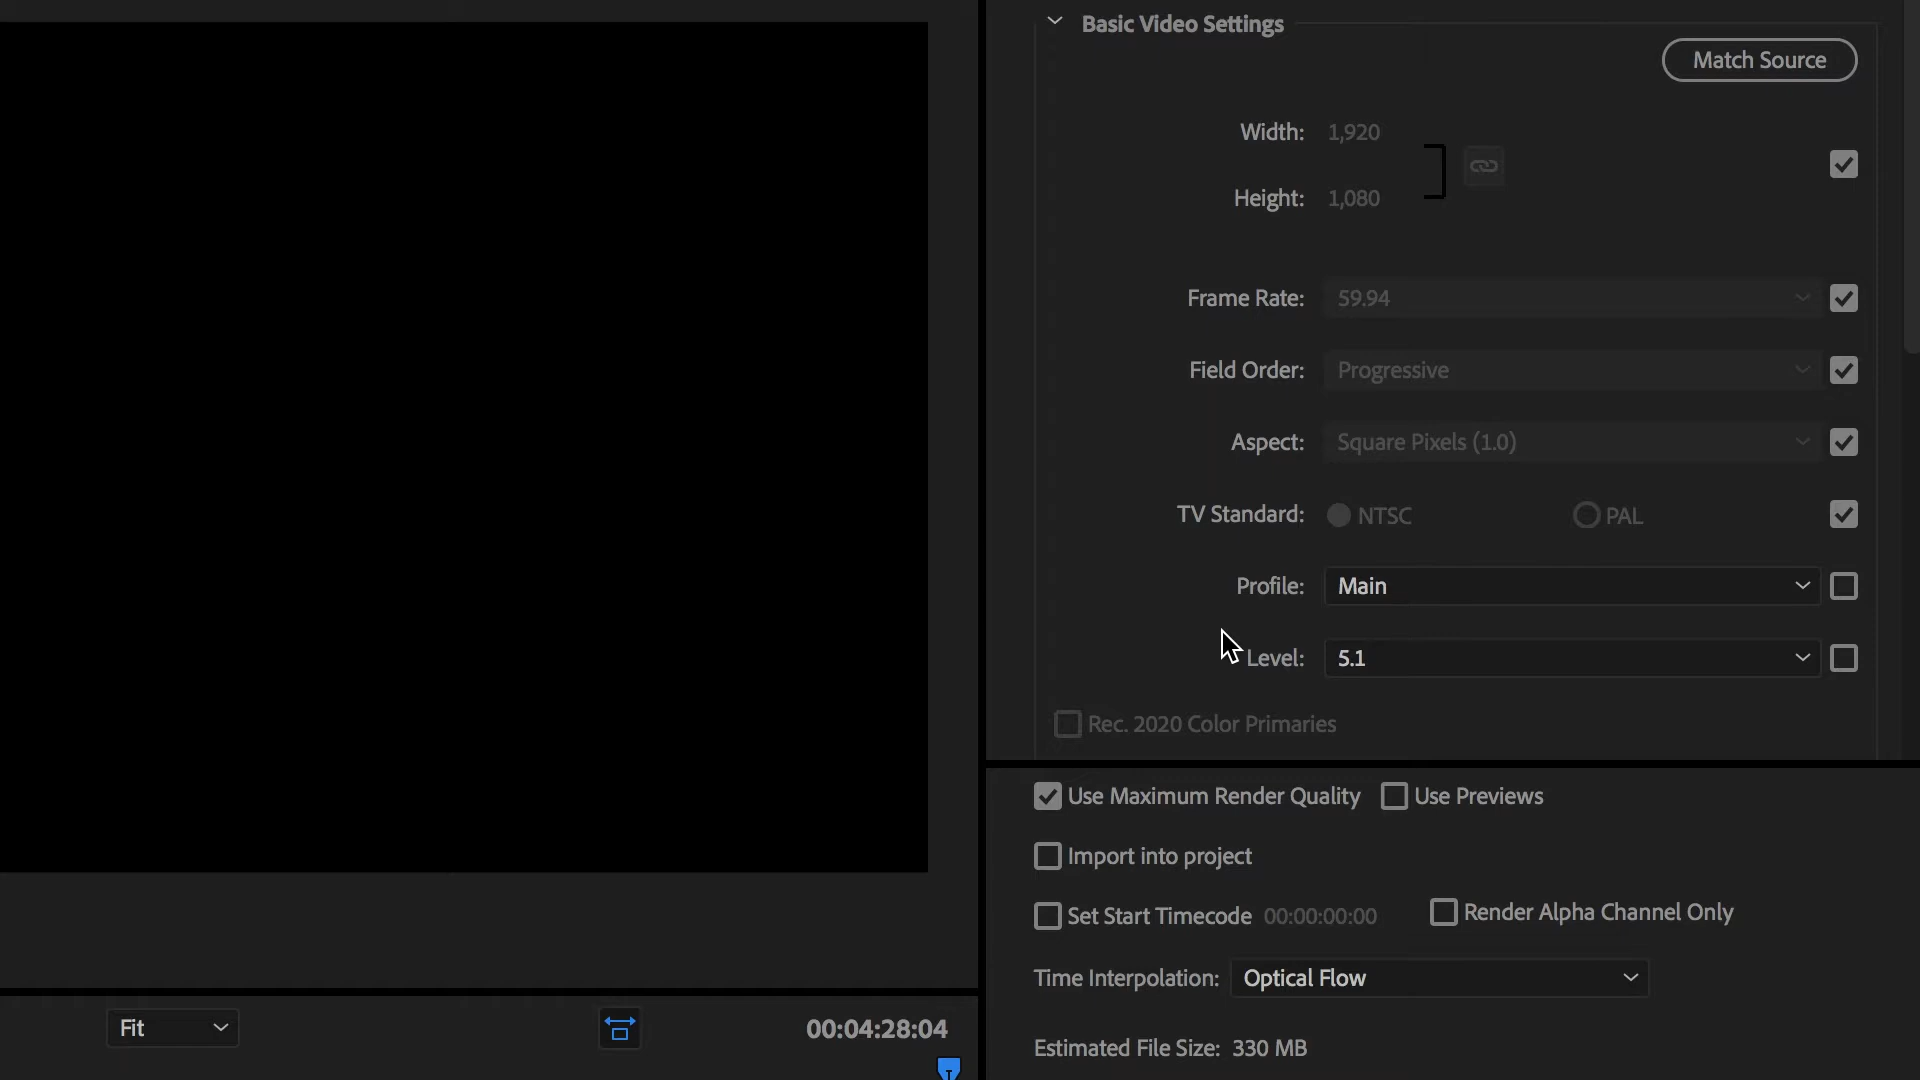 Basic Video Settings
Match Source
Width: 1,920
Height: 1,080
Frame Rate: 59.94
Field Order: Progressive
Aspect: Square Pixels (1.0)
TV Standard: NTSC PAL
Profile: Main
Level: 5.1
Rec. 2020 Color Primaries
Use Maximum Render Quality Use Previews
Import into project
Set Start Timecode 00:00:00:00 Render Alpha Channel Only
Time Interpolation: Optical Flow
Estimated File Size: 330 MB
Fit 00:04:28:04